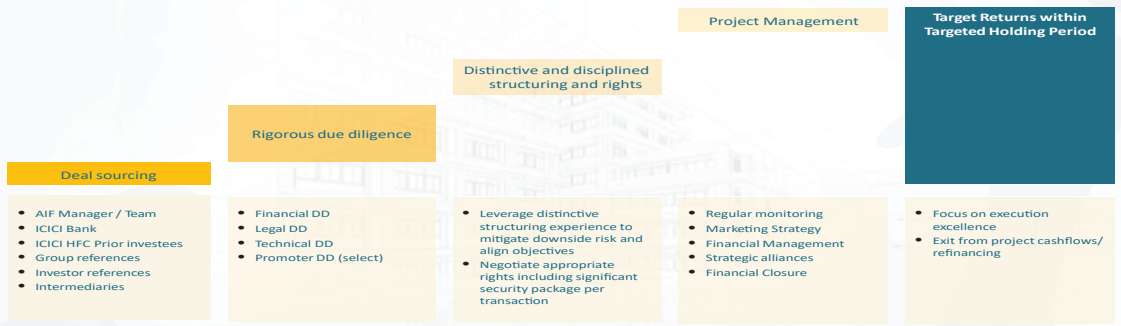 Project Management
Target Returns within
Targeted Holding Period
Distinctive and disciplined
structuring and rights
Rigorous due diligence
Deal sourcing
• AIF Manager / Team
• ICICI Bank
• ICICI HFC Prior investees
• Group references
• Investor references
• Intermediaries
• Financial DD
• Legal DD
• Technical DD
• Promoter DD (select)
• Leverage distinctive
structuring experience to
mitigate downside risk and
align objectives
• Negotiate appropriate
rights including significant
security package per
transaction
• Regular monitoring
• Marketing Strategy
• Financial Management
• Strategic alliances
• Financial Closure
• Focus on execution
excellence
• Exit from project cashflows/
refinancing